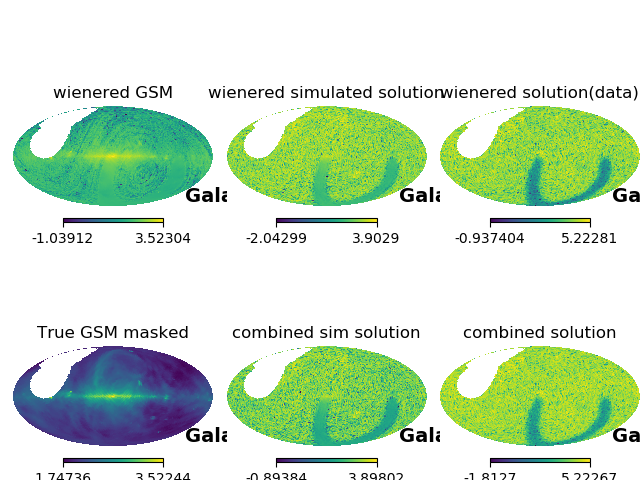 wienered GSM
wienered simulated solution
wienered solution(data)
Gala
Gala
Ga
-1.03912 3.52304
-2.04299 3.9029
-0.937404 5.22281
True GSM masked
combined sim solution
combined solution
Gala
Gala
Ga
1.74736 3.52244
-0.89384 3.89802
-1.8127 5.22267